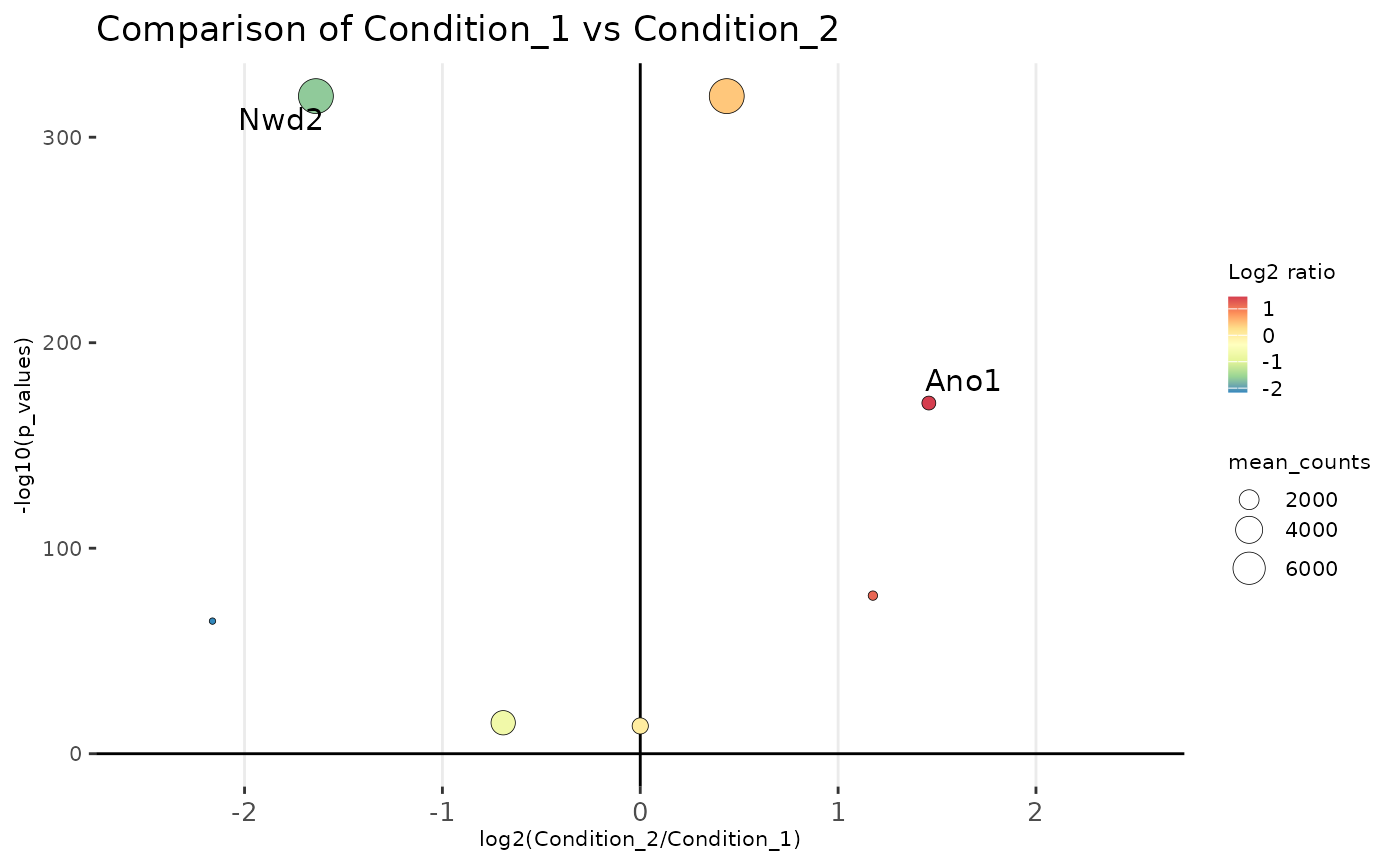 Comparison of Condition_1 vs Condition_2
Nwd2
300
200
100
0
Ano1
-log10(p_values)
-2
-1
0
1
2
log2(Condition_2/Condition_1)
Log2 ratio
1
0
-1
-2
mean_counts
2000
4000
6000